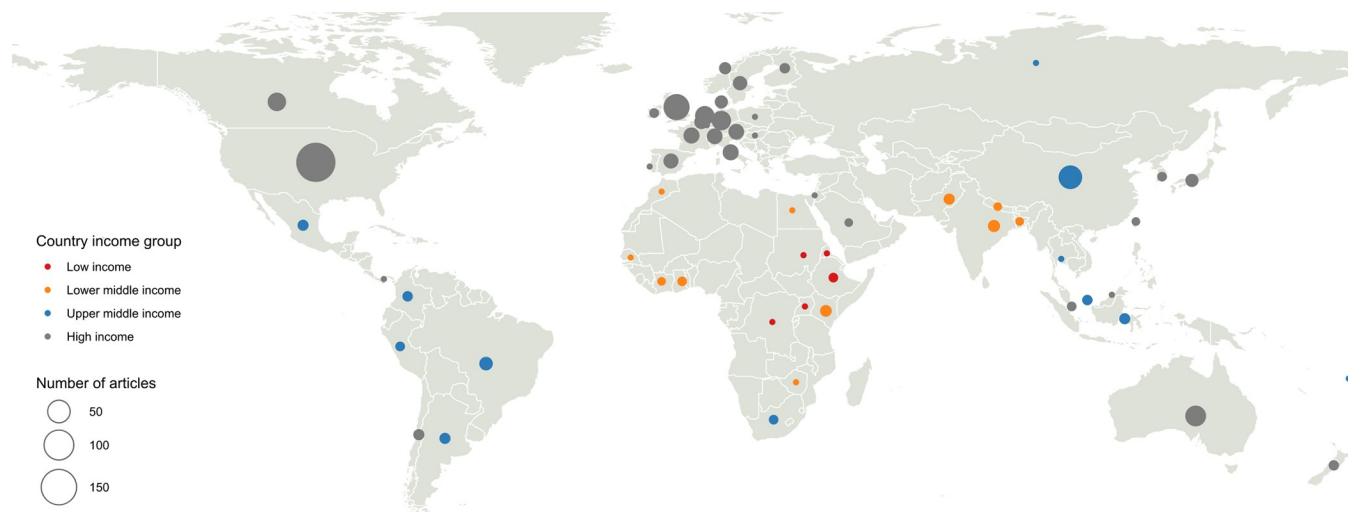 Country income group
Low income
Lower middle income
Upper middle income
High income
Number of articles
50
100
150